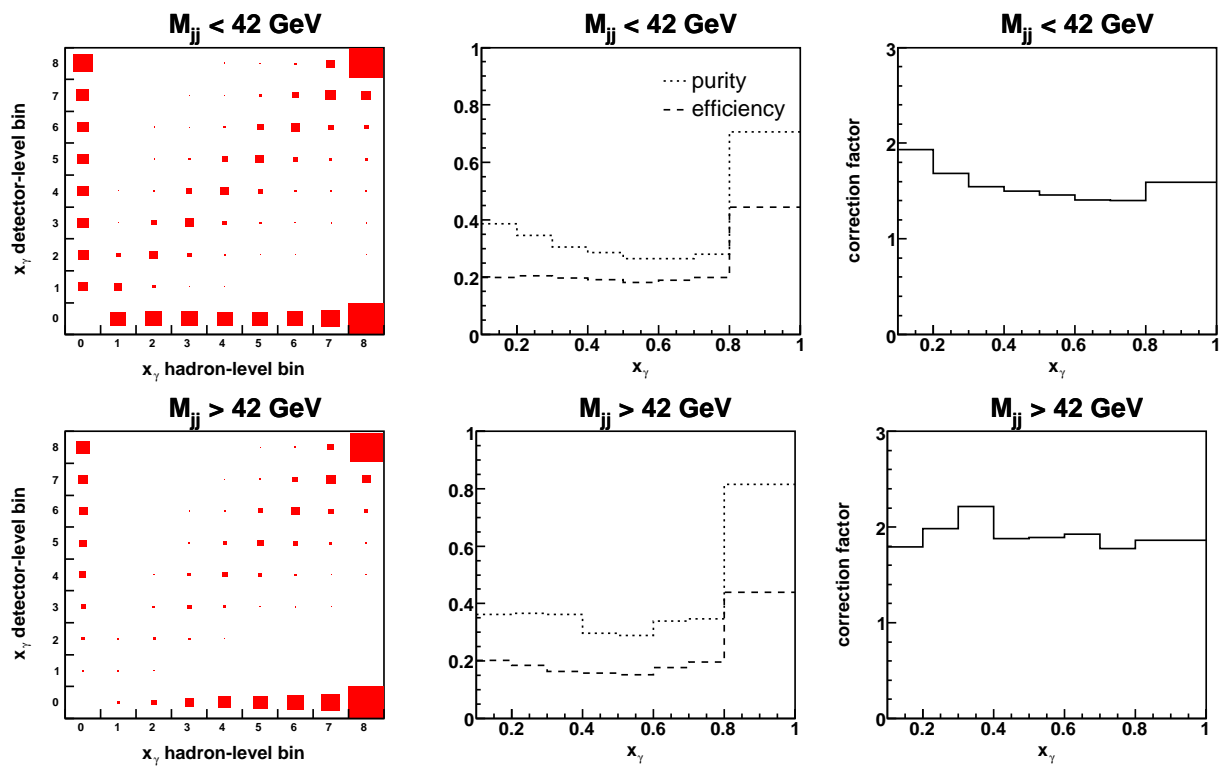 M_jj < 42 GeV
x_γ detector-level bin
8
7
6
5
4
3
2
1
0
0 1 2 3 4 5 6 7 8
x_γ hadron-level bin
M_jj < 42 GeV
purity
efficiency
1
0.8
0.6
0.4
0.2
0
0.2 0.4 0.6 0.8 1
x_γ
M_jj < 42 GeV
correction factor
3
2
1
0
0.2 0.4 0.6 0.8 1
x_γ
M_jj > 42 GeV
x_γ detector-level bin
8
7
6
5
4
3
2
1
0
0 1 2 3 4 5 6 7 8
x_γ hadron-level bin
M_jj > 42 GeV
1
0.8
0.6
0.4
0.2
0
0.2 0.4 0.6 0.8 1
x_γ
M_jj > 42 GeV
correction factor
3
2
1
0
0.2 0.4 0.6 0.8 1
x_γ